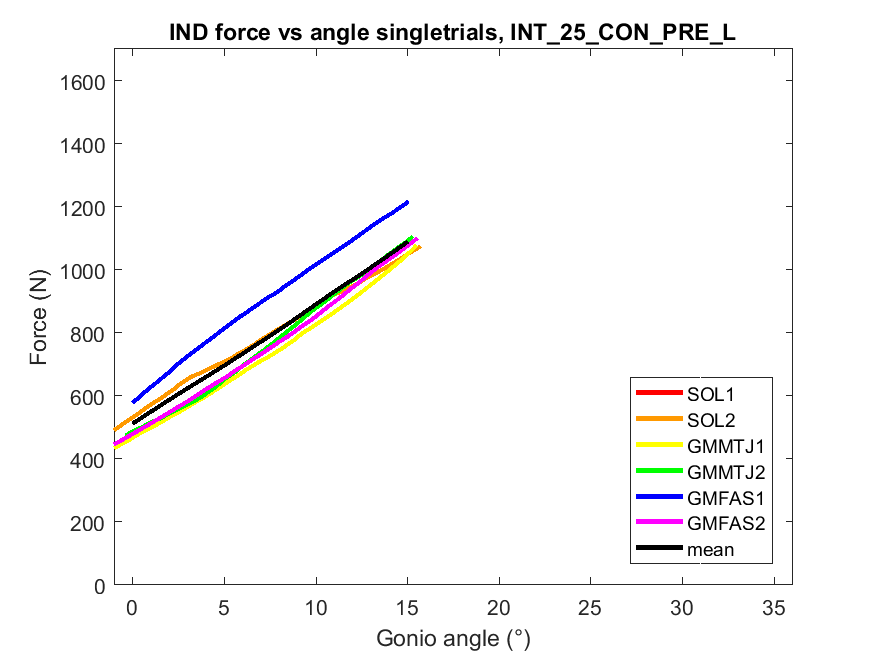 IND force vs angle singletrials, INT_25_CON_PRE_L
1600
1400
1200
1000
800
600
400
200
0
Force (N)
0 5 10 15 20 25 30 35
Gonio angle (°)
SOL1
SOL2
GMMTJ1
GMMTJ2
GMFAS1
GMFAS2
mean